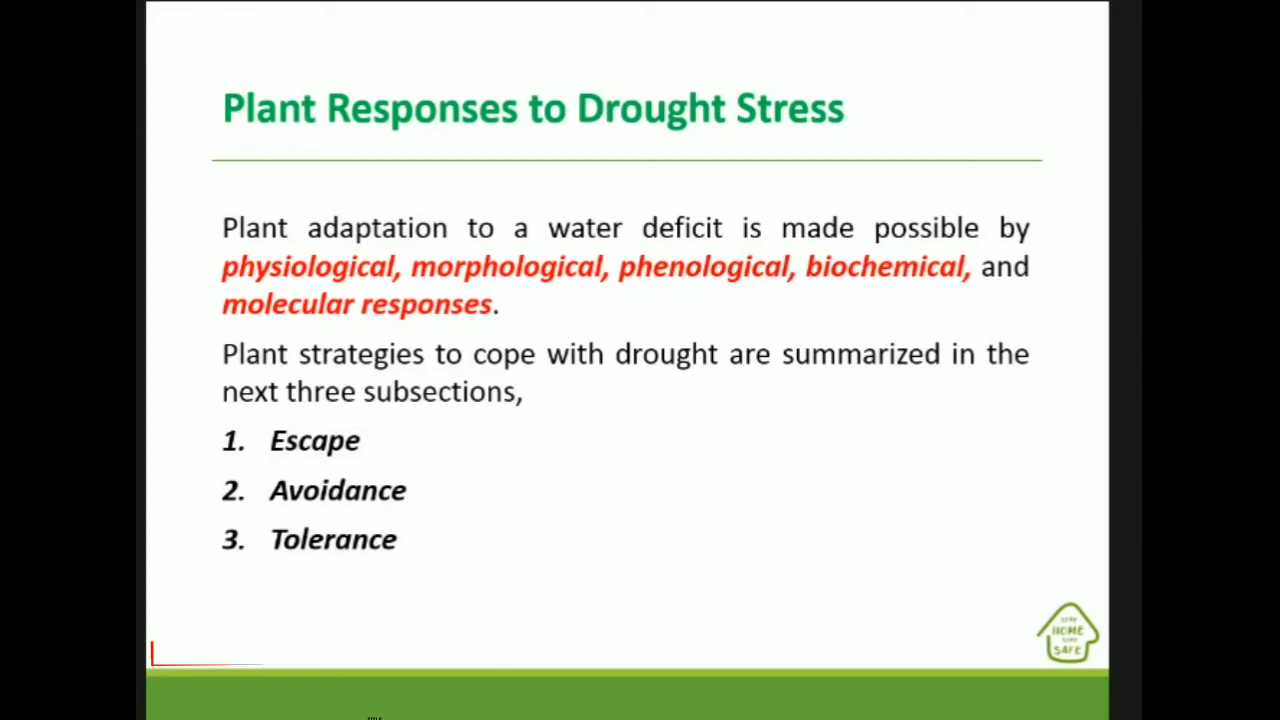 Plant Responses to Drought Stress
Plant adaptation to a water deficit is made possible by
physiological, morphological, phenological, biochemical, and
molecular responses.
Plant strategies to cope with drought are summarized in the
next three subsections,
1. Escape
2. Avoidance
3. Tolerance
STAY
HOME
STAY
SAFE